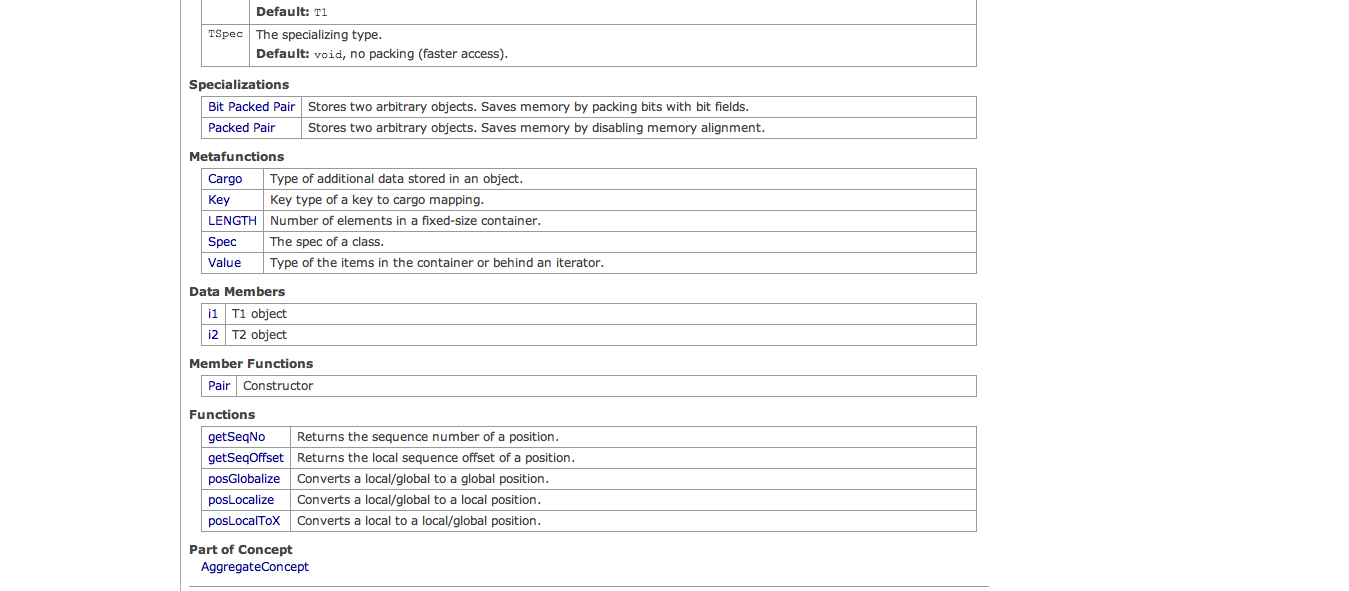 Default: T1
TSpec The specializing type.
Default: void, no packing (faster access).
Specializations
Bit Packed Pair Stores two arbitrary objects. Saves memory by packing bits with bit fields.
Packed Pair Stores two arbitrary objects. Saves memory by disabling memory alignment.
Metafunctions
Cargo Type of additional data stored in an object.
Key Key type of a key to cargo mapping.
LENGTH Number of elements in a fixed-size container.
Spec The spec of a class.
Value Type of the items in the container or behind an iterator.
Data Members
i1 T1 object
i2 T2 object
Member Functions
Pair Constructor
Functions
getSeqNo Returns the sequence number of a position.
getSeqOffset Returns the local sequence offset of a position.
posGlobalize Converts a local/global to a global position.
posLocalize Converts a local/global to a local position.
posLocalToX Converts a local to a local/global position.
Part of Concept
AggregateConcept